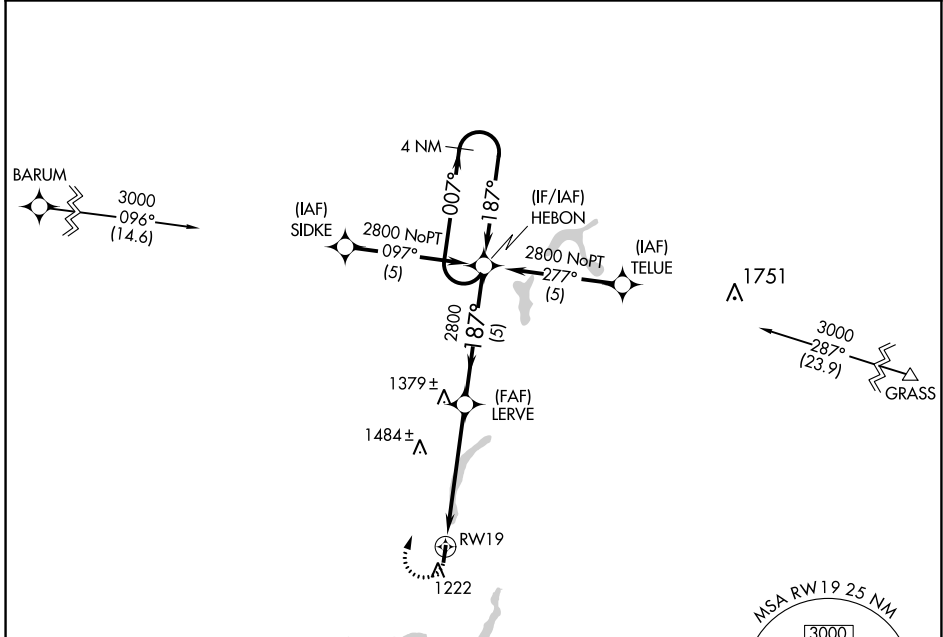 4 NM
BARUM
3000
096°
(14.6)
007°
187°
(IF/IAF)
HEBON
(IAF)
SIDKE
2800 NoPT
097°
(5)
2800 NoPT
277°
(5)
(IAF)
TELUE
1751
2800
187°
(5)
3000
287°
(23.9)
GRASS
1379 ±
(FAF)
LERVE
1484 ±
RW19
1222
MSA RW19 25 NM
3000